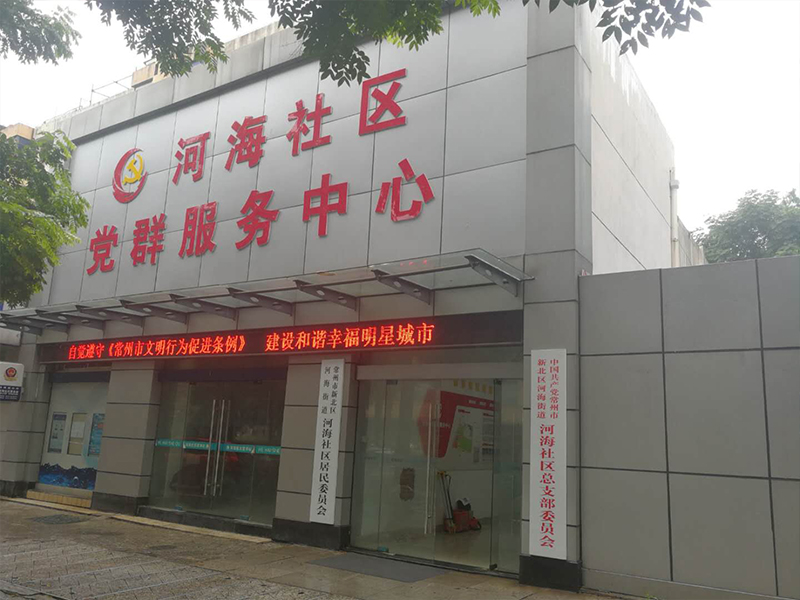 河海社区
党群服务中心
自觉遵守《常州市文明行为促进条例》 建设和谐幸福明星城市
常州市新北区
河海街道
河海社区居民委员会
中国共产党常州市
新北区河海街道
河海社区总支部委员会